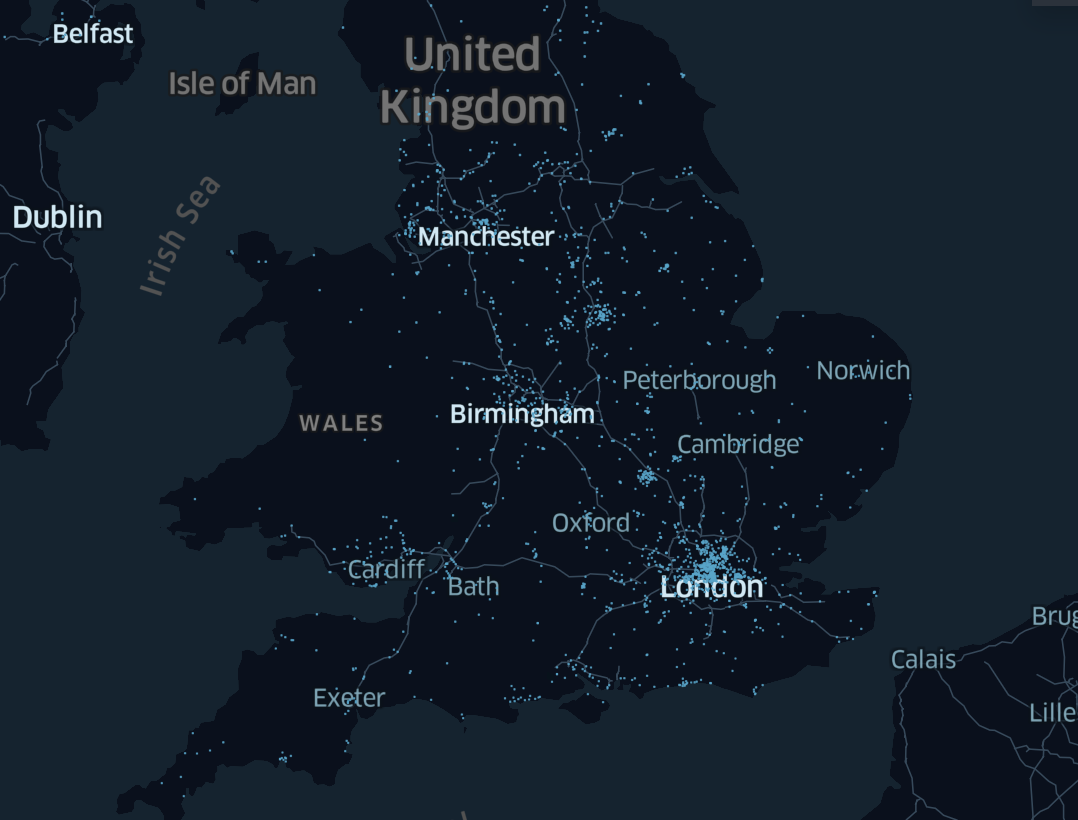 Belfast
United
Kingdom
Isle of Man
Irish Sea
Dublin
Manchester
Peterborough
Norwich
WALES
Birmingham
Cambridge
Oxford
Cardiff
Bath
London
Brug
Calais
Exeter
Lille